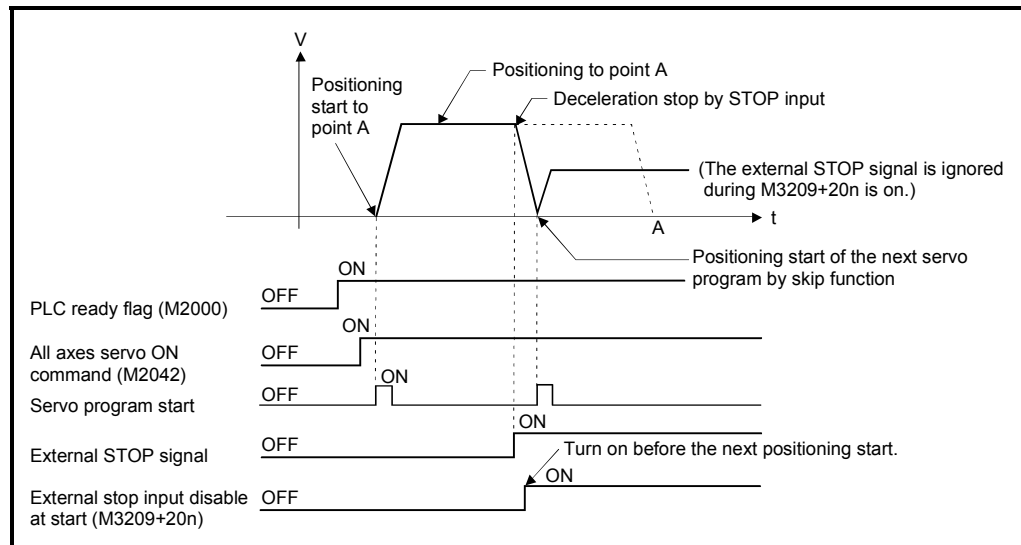 V
Positioning to point A
Positioning
start to
point A
Deceleration stop by STOP input
(The external STOP signal is ignored
during M3209+20n is on.)
t
A
Positioning start of the next servo
program by skip function
ON
PLC ready flag (M2000)
OFF
ON
All axes servo ON
command (M2042)
OFF
ON
Servo program start
OFF
ON
External STOP signal
OFF
Turn on before the next positioning start.
ON
External stop input disable
at start (M3209+20n)
OFF